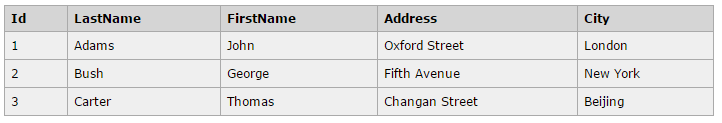 Id LastName FirstName Address City
1 Adams John Oxford Street London
2 Bush George Fifth Avenue New York
3 Carter Thomas Changan Street Beijing